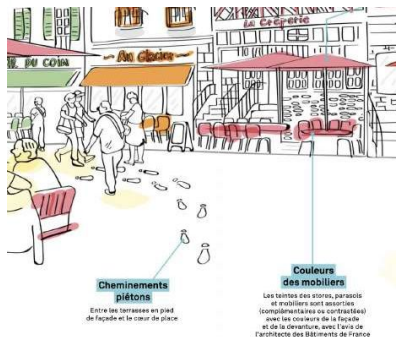 La Crêperie
Au Glacier
DU COIN
Cheminements
piétons
Entre les terrasses en pied
de façade et le cœur de place
Couleurs
des mobiliers
Les teintes des stores, parasols
et mobiliers sont assorties
(complémentaires ou contrastées)
avec les couleurs de la façade
et de la devanture, avec l'avis de
l'architecte des Bâtiments de France